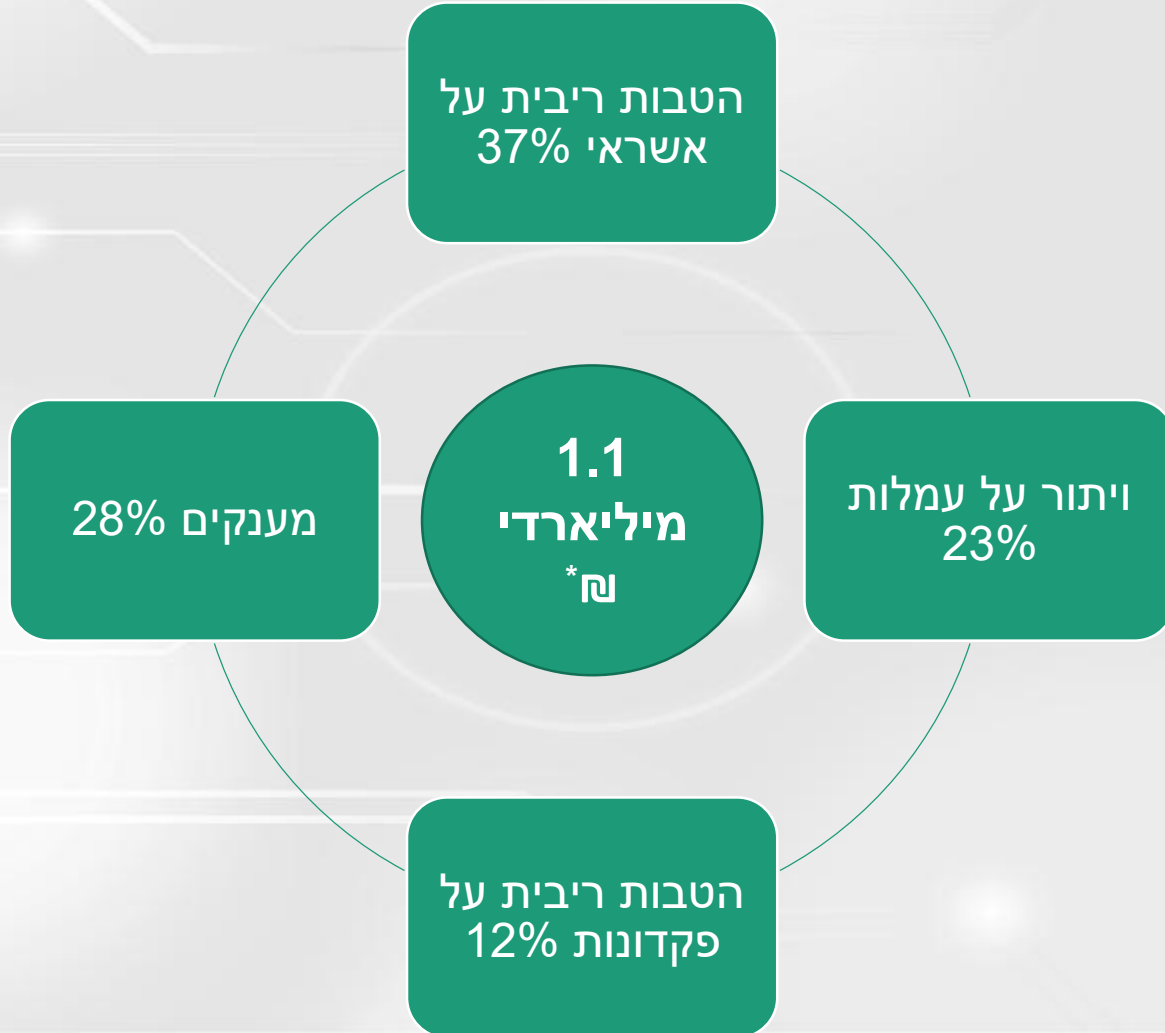 הטבות ריבית על
אשראי 37%
ויתור על עמלות
23%
1.1
מיליארדי
₪*
מענקים 28%
הטבות ריבית על
פקדונות 12%